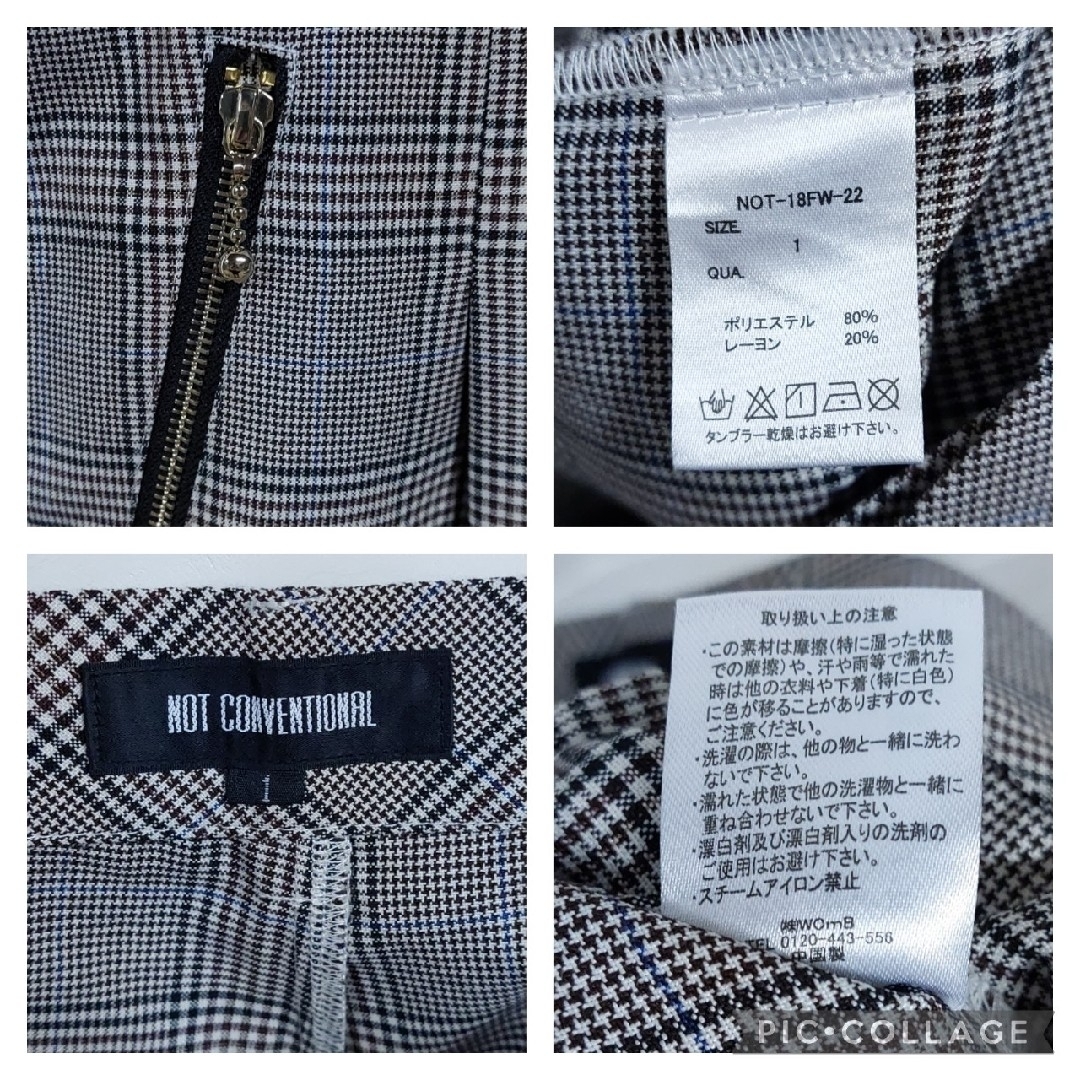 NOT-18FW-22
SIZE
1
QUA.
ポリエステル 80%
レーヨン 20%
タンブラー乾燥はお避け下さい。
NOT CONVENTIONAL
1
取り扱い上の注意
・この素材は摩擦(特に湿った状態
での摩擦)や、汗や雨等で濡れた
時は他の衣料や下着(特に白色)
に色が移ることがありますので、
ご注意ください。
・洗濯の際は、他の物と一緒に洗わ
ないで下さい。
・濡れた状態で他の洗濯物と一緒に
重ね合わせないで下さい。
・漂白剤及び漂白剤入りの洗剤の
ご使用はお避け下さい。
・スチームアイロン禁止
㈱WOmB
TEL 0120-443-556
中国製
PIC•COLLAGE